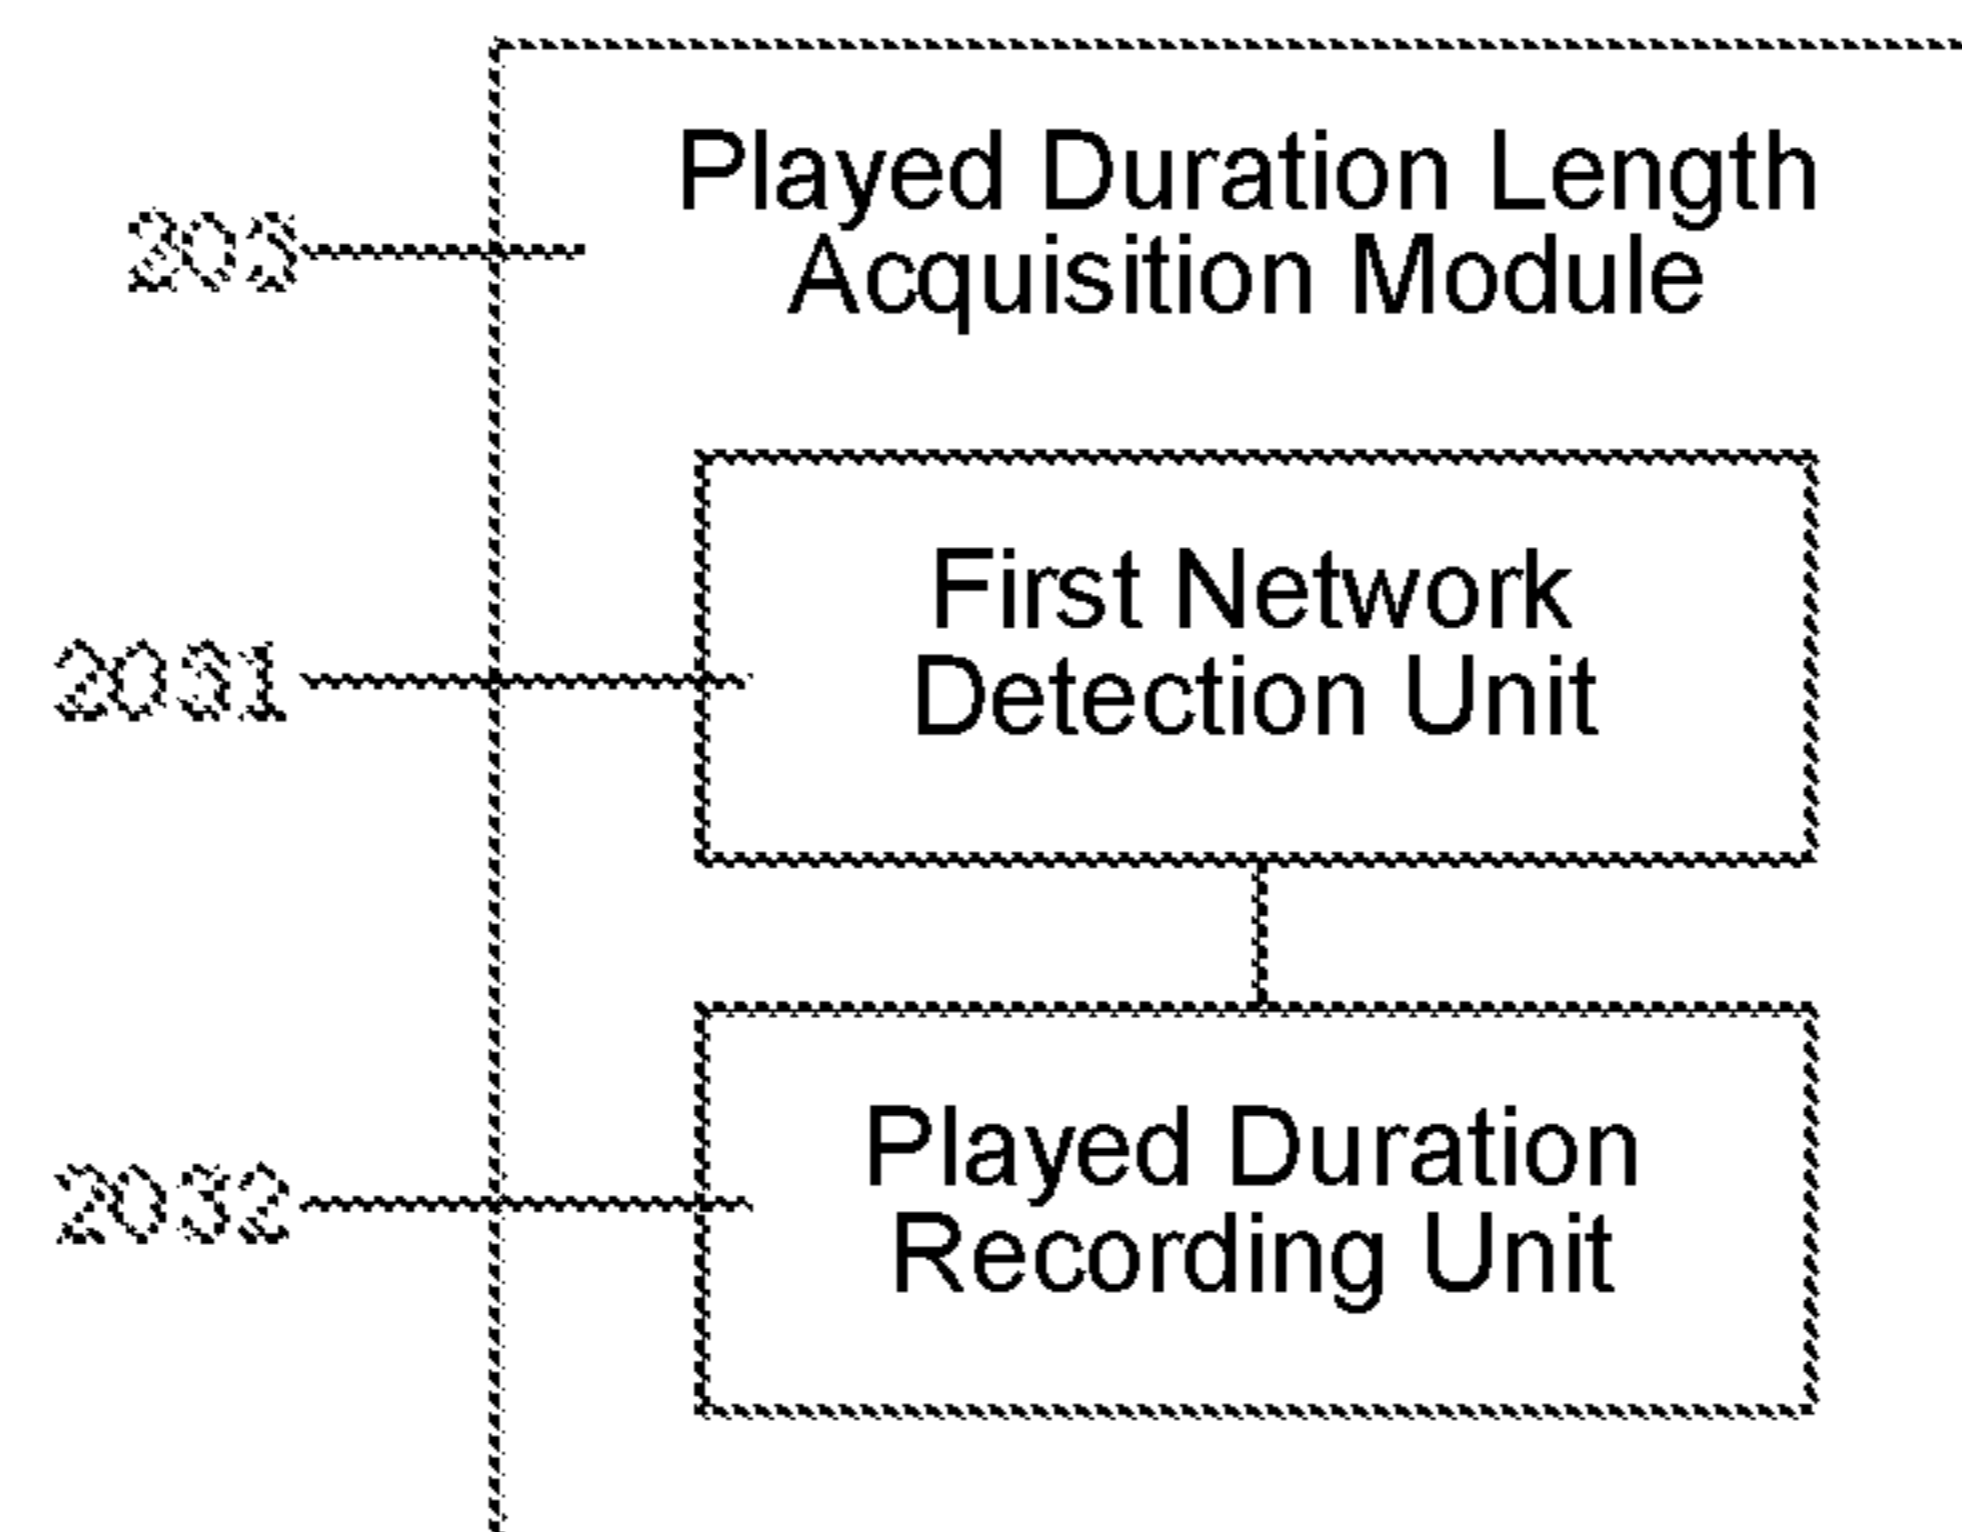 Played Duration Length
203
Acquisition Module
First Network
2031
Detection Unit
Played Duration
2032
Recording Unit